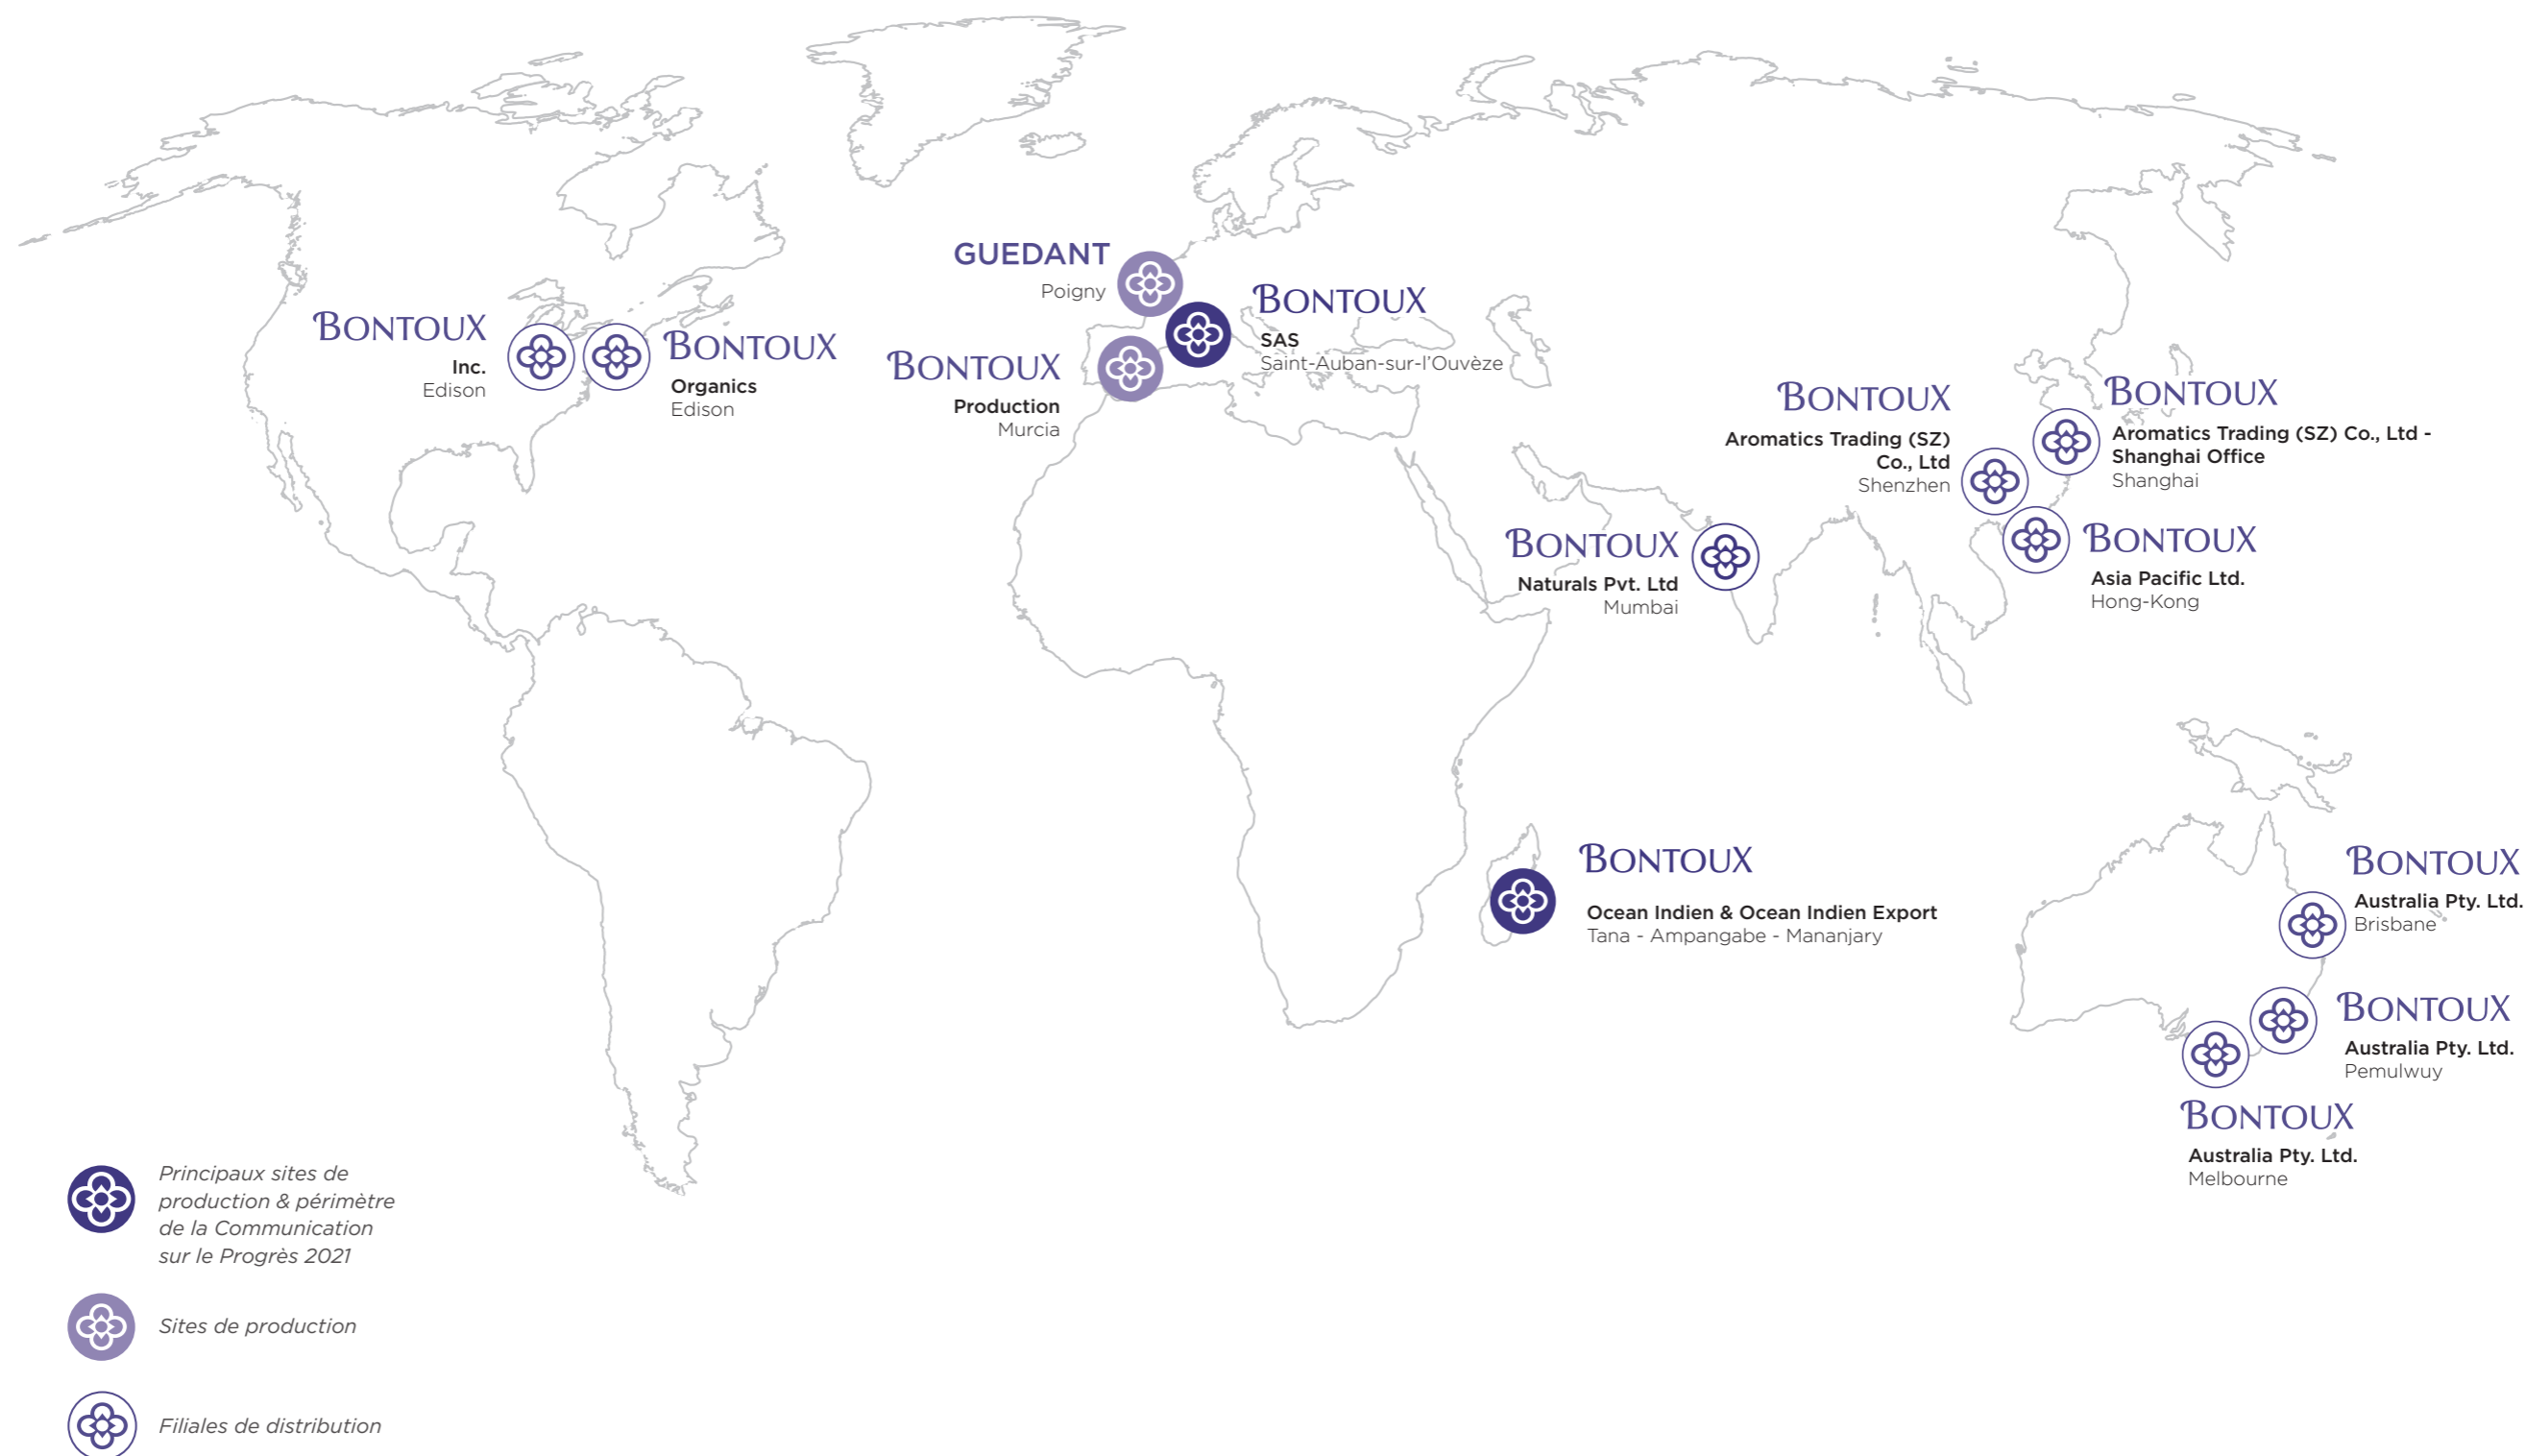 GUEDANT
Poigny
BONTOUX
SAS
Saint-Auban-sur-l'Ouvèze
BONTOUX
Inc.
Edison
BONTOUX
Organics
Edison
BONTOUX
Production
Murcia
BONTOUX
Aromatics Trading (SZ)
Co., Ltd
Shenzhen
BONTOUX
Aromatics Trading (SZ) Co., Ltd -
Shanghai Office
Shanghai
BONTOUX
Naturals Pvt. Ltd
Mumbai
BONTOUX
Asia Pacific Ltd.
Hong-Kong
BONTOUX
Ocean Indien & Ocean Indien Export
Tana - Ampangabe - Mananjary
BONTOUX
Australia Pty. Ltd.
Brisbane
BONTOUX
Australia Pty. Ltd.
Pemulwuy
BONTOUX
Australia Pty. Ltd.
Melbourne
Principaux sites de
production & périmètre
de la Communication
sur le Progrès 2021
Sites de production
Filiales de distribution